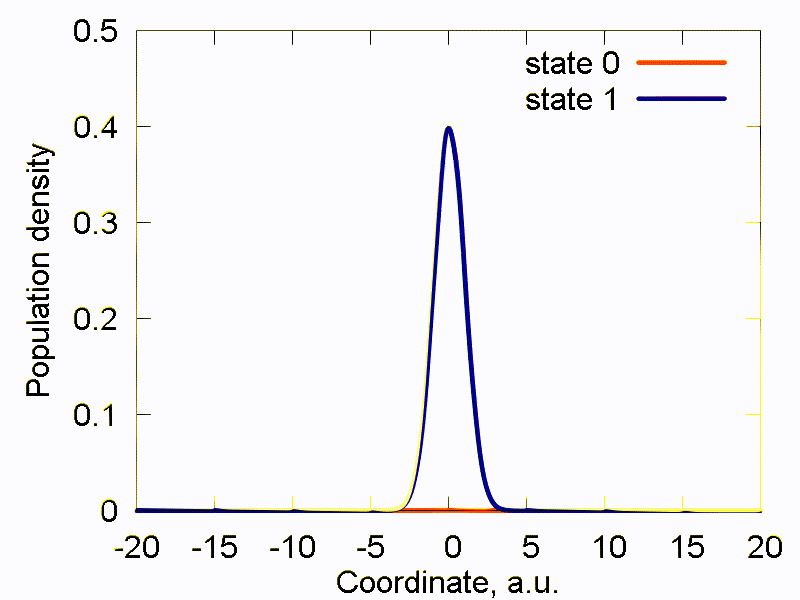 0.5
state 0
state 1
0.4
0.3
0.2
0.1
0
Population density
-20 -15 -10 -5 0 5 10 15 20
Coordinate, a.u.